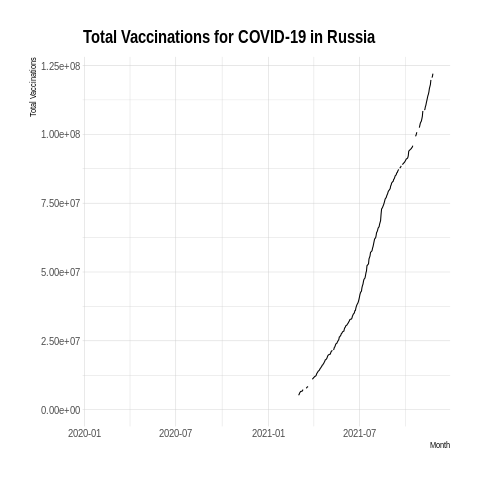 Total Vaccinations for COVID-19 in Russia
Total Vaccinations
1.25e+08
1.00e+08
7.50e+07
5.00e+07
2.50e+07
0.00e+00
2020-01 2020-07 2021-01 2021-07
Month